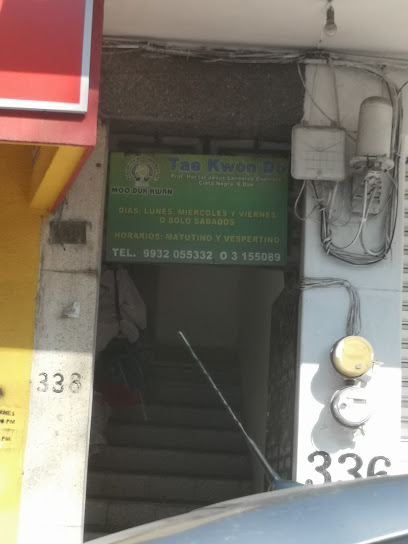 Tae Kwon Do
MOO DUK KWAN
DIAS: LUNES, MIERCOLES Y VIERNES
O SOLO SABADOS
HORARIOS: MATUTINO Y VESPERTINO
TEL. 9932 055332 O 3 155089
338
336